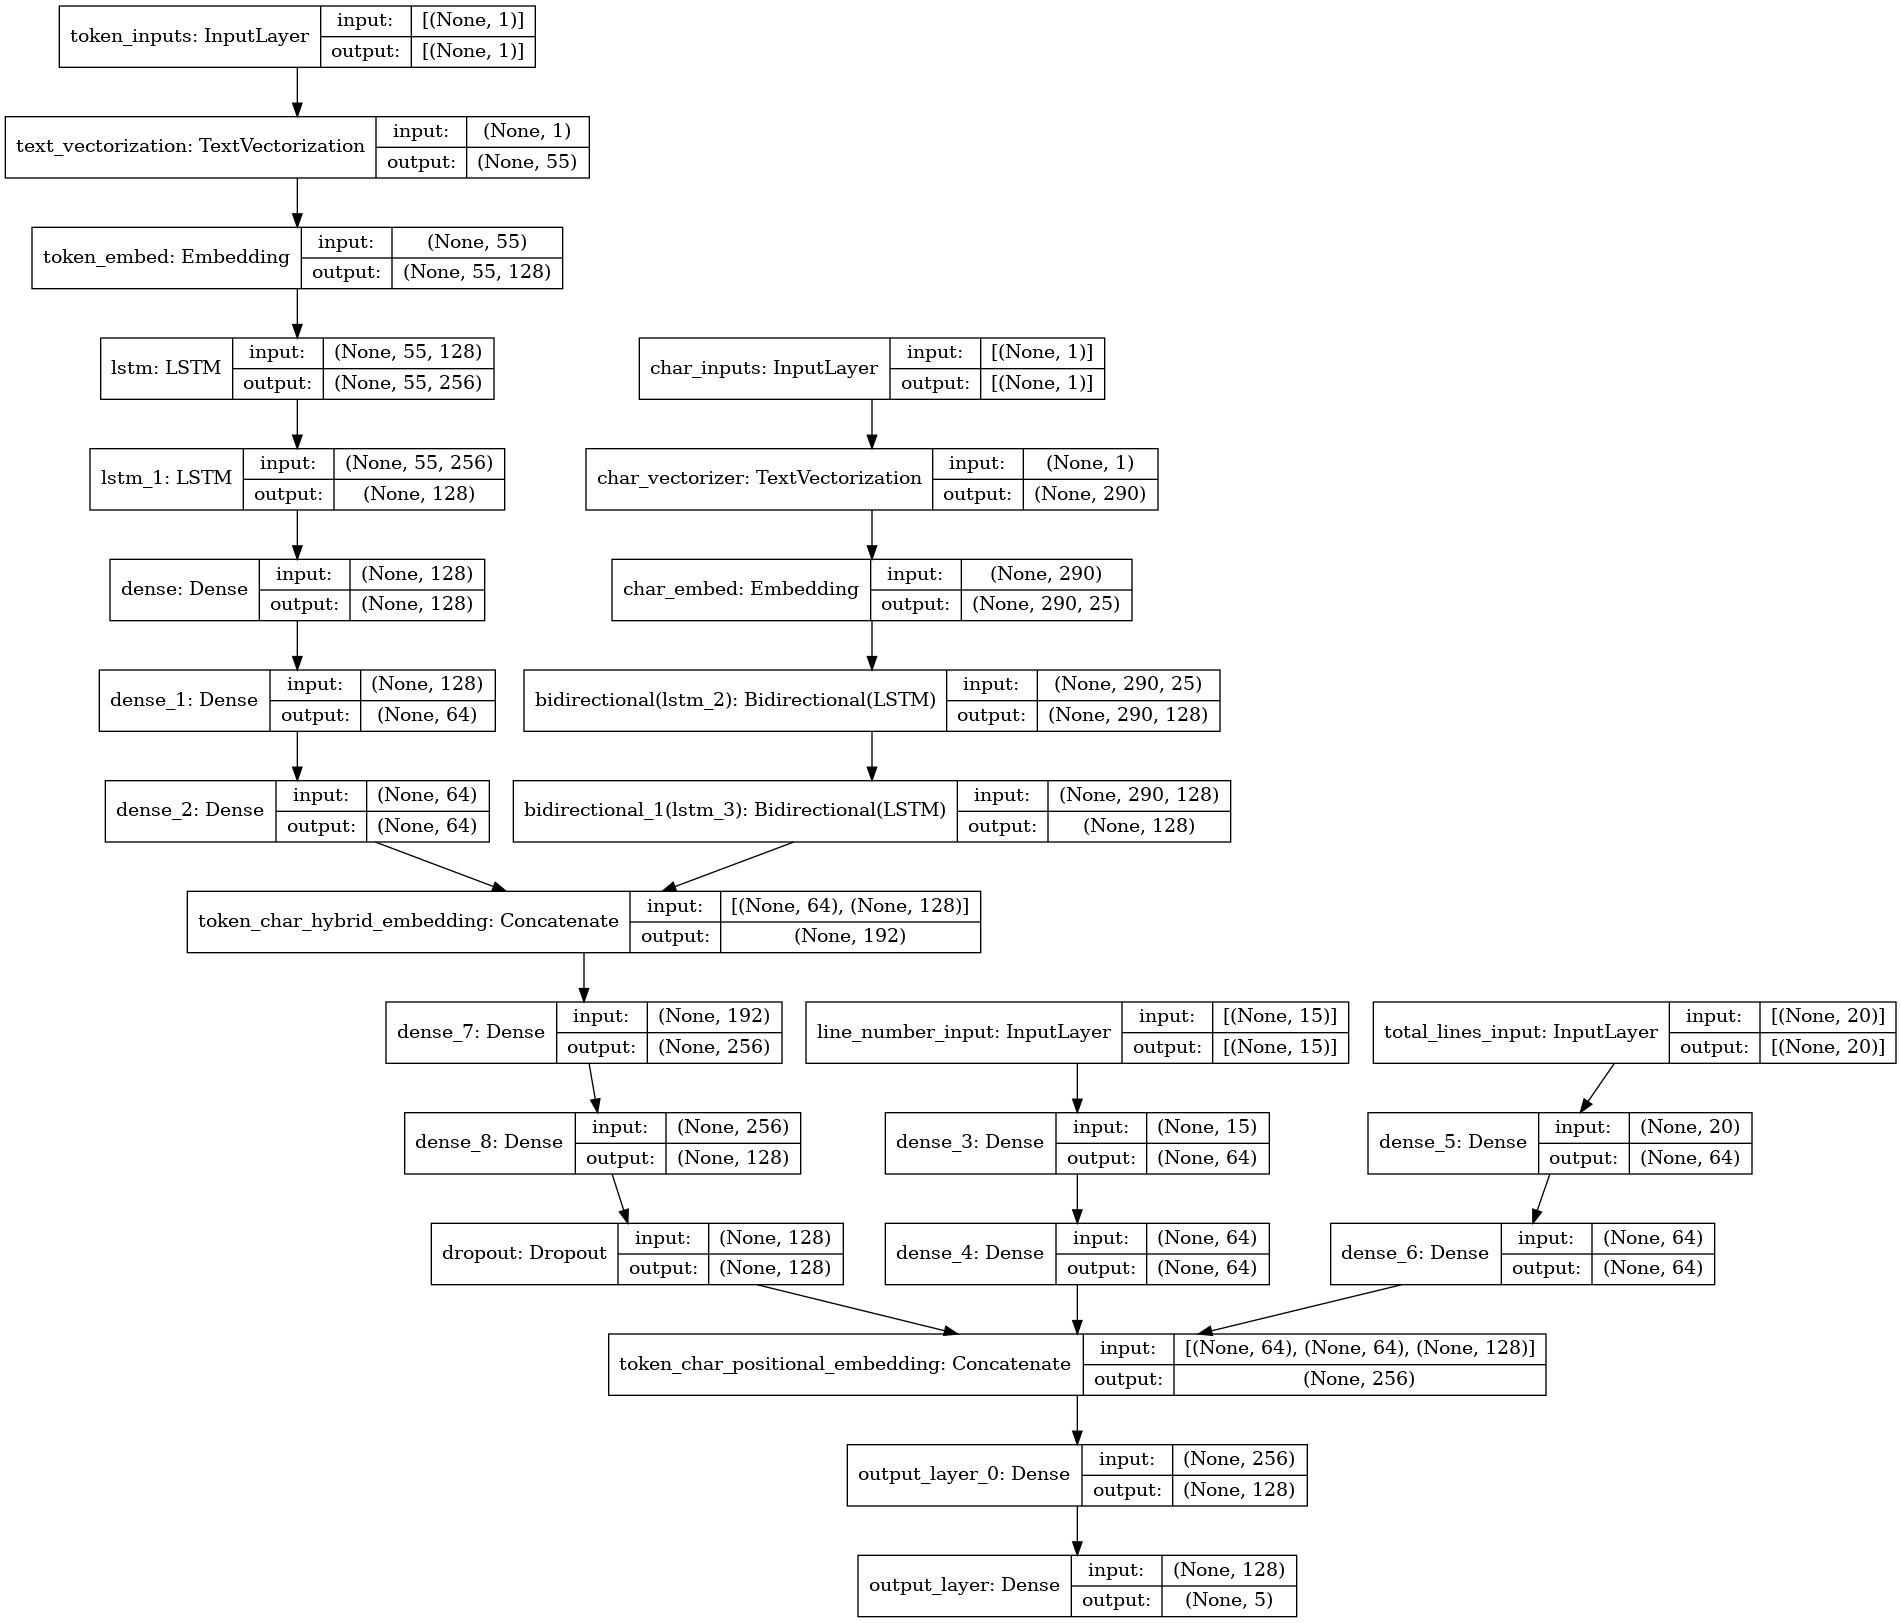 token_inputs: InputLayer
input:
[(None, 1)]
output:
[(None, 1)]
text_vectorization: TextVectorization
input:
(None, 1)
output:
(None, 55)
token_embed: Embedding
input:
(None, 55)
output:
(None, 55, 128)
lstm: LSTM
input:
(None, 55, 128)
output:
(None, 55, 256)
char_inputs: InputLayer
input:
[(None, 1)]
output:
[(None, 1)]
lstm_1: LSTM
input:
(None, 55, 256)
output:
(None, 128)
char_vectorizer: TextVectorization
input:
(None, 1)
output:
(None, 290)
dense: Dense
input:
(None, 128)
output:
(None, 128)
char_embed: Embedding
input:
(None, 290)
output:
(None, 290, 25)
dense_1: Dense
input:
(None, 128)
output:
(None, 64)
bidirectional(lstm_2): Bidirectional(LSTM)
input:
(None, 290, 25)
output:
(None, 290, 128)
dense_2: Dense
input:
(None, 64)
output:
(None, 64)
bidirectional_1(lstm_3): Bidirectional(LSTM)
input:
(None, 290, 128)
output:
(None, 128)
token_char_hybrid_embedding: Concatenate
input:
[(None, 64), (None, 128)]
output:
(None, 192)
dense_7: Dense
input:
(None, 192)
output:
(None, 256)
line_number_input: InputLayer
input:
[(None, 15)]
output:
[(None, 15)]
total_lines_input: InputLayer
input:
[(None, 20)]
output:
[(None, 20)]
dense_8: Dense
input:
(None, 256)
output:
(None, 128)
dense_3: Dense
input:
(None, 15)
output:
(None, 64)
dense_5: Dense
input:
(None, 20)
output:
(None, 64)
dropout: Dropout
input:
(None, 128)
output:
(None, 128)
dense_4: Dense
input:
(None, 64)
output:
(None, 64)
dense_6: Dense
input:
(None, 64)
output:
(None, 64)
token_char_positional_embedding: Concatenate
input:
[(None, 64), (None, 64), (None, 128)]
output:
(None, 256)
output_layer_0: Dense
input:
(None, 256)
output:
(None, 128)
output_layer: Dense
input:
(None, 128)
output:
(None, 5)